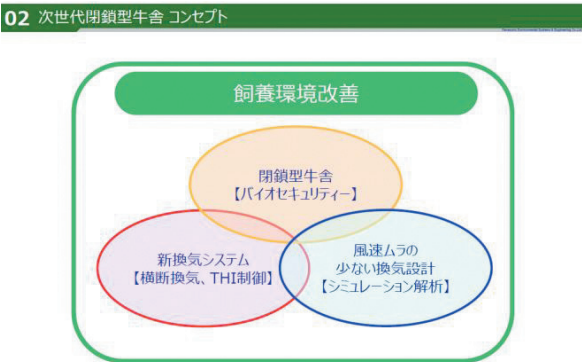 02 次世代閉鎖型牛舎 コンセプト
飼養環境改善
閉鎖型牛舎
【バイオセキュリティー】
新換気システム
【横断換気、THI制御】
風速ムラの
少ない換気設計
【シミュレーション解析】